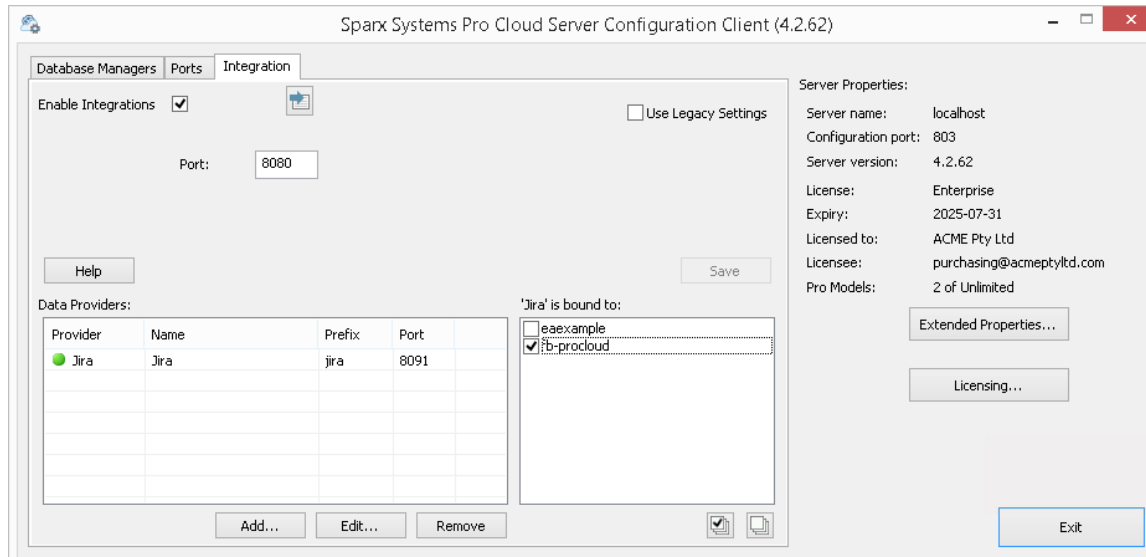 Sparx Systems Pro Cloud Server Configuration Client (4.2.62)
Database Managers Ports Integration
Enable Integrations
Use Legacy Settings
Port: 8080
Help
Save
Data Providers:
Provider Name Prefix Port
Jira Jira jira 8091
Add... Edit... Remove
'Jira' is bound to:
eaexample
fb-procloud
Server Properties:
Server name: localhost
Configuration port: 803
Server version: 4.2.62
License: Enterprise
Expiry: 2025-07-31
Licensed to: ACME Pty Ltd
Licensee: purchasing@acmeptyltd.com
Pro Models: 2 of Unlimited
Extended Properties...
Licensing...
Exit